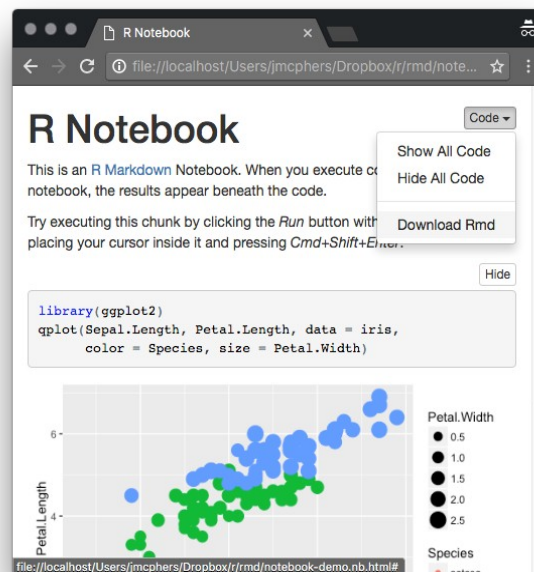 R Notebook
file://localhost/Users/jmcphers/Dropbox/r/rmd/note...
R Notebook
Code
Show All Code
Hide All Code
Download Rmd
This is an R Markdown Notebook. When you execute co
notebook, the results appear beneath the code.
Try executing this chunk by clicking the Run button with
placing your cursor inside it and pressing Cmd+Shift+Enter.
Hide
library(ggplot2)
qplot(Sepal.Length, Petal.Length, data = iris,
color = Species, size = Petal.Width)
6
4
Petal.Length
Petal.Width
0.5
1.0
1.5
2.0
2.5
Species
file://localhost/Users/jmcphers/Dropbox/r/rmd/notebook-demo.nb.html#